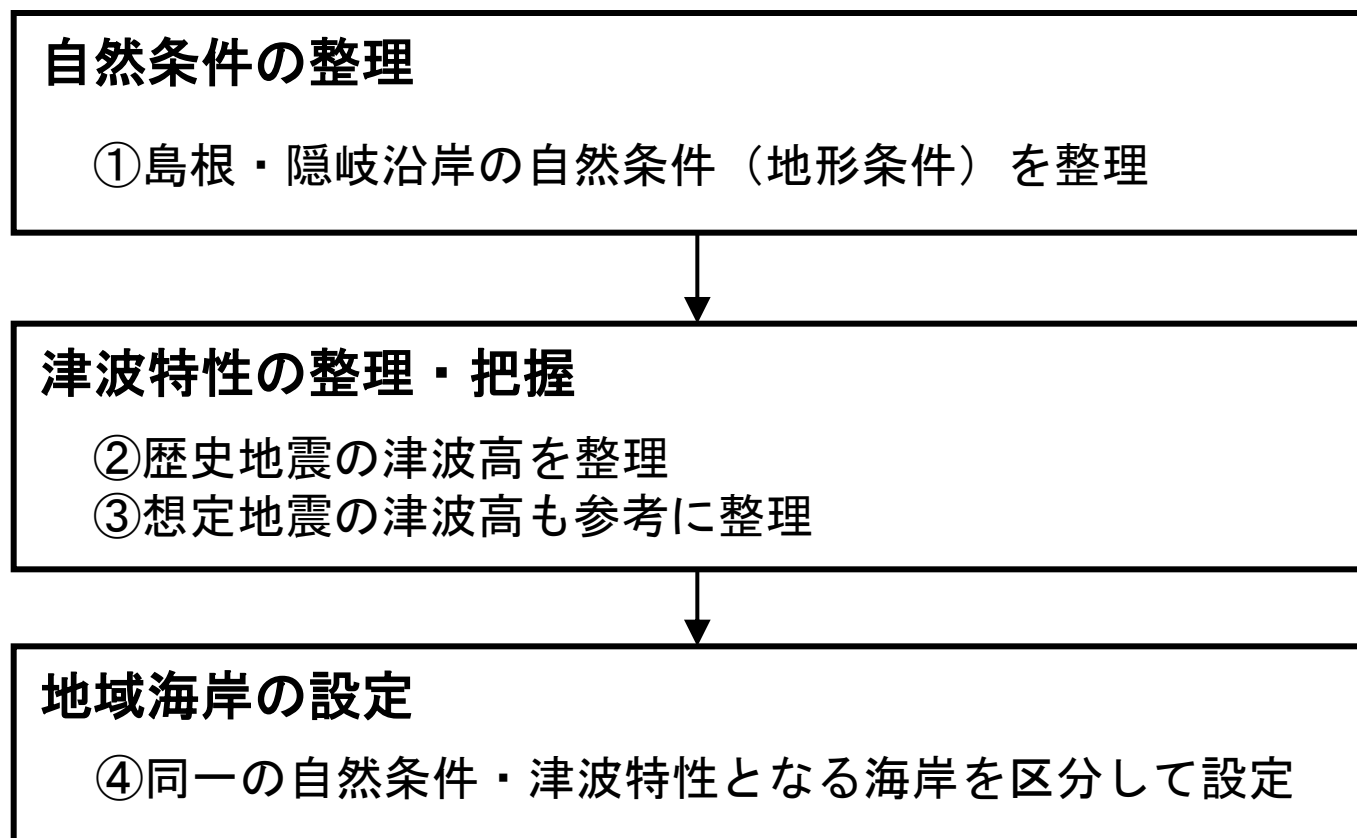 自然条件の整理
①島根・隠岐沿岸の自然条件（地形条件）を整理
津波特性の整理・把握
②歴史地震の津波高を整理
③想定地震の津波高も参考に整理
地域海岸の設定
④同一の自然条件・津波特性となる海岸を区分して設定